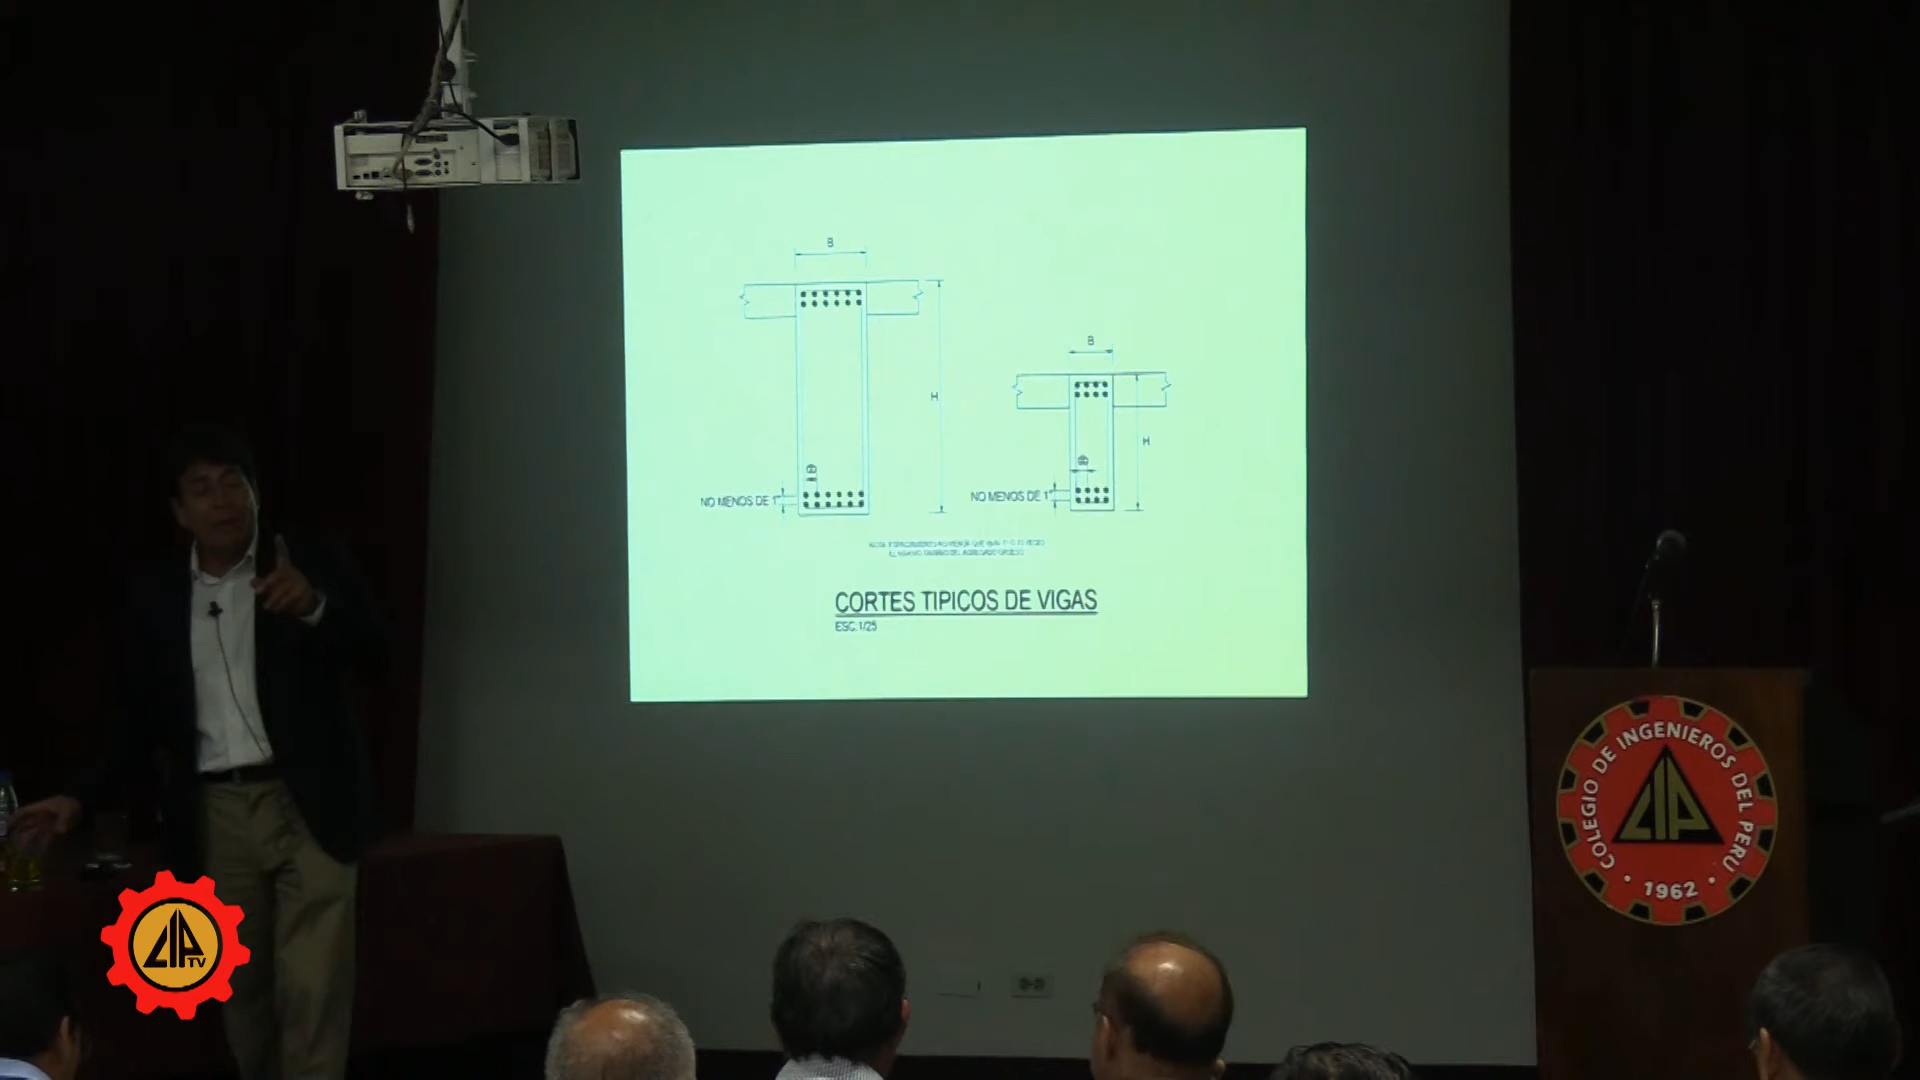 B
H
NO MENOS DE 1"
B
H
NO MENOS DE 1"
CORTES TIPICOS DE VIGAS
ESC:1/25
COLEGIO DE INGENIEROS DEL PERU
CIP
• 1962 •
CIP
TV